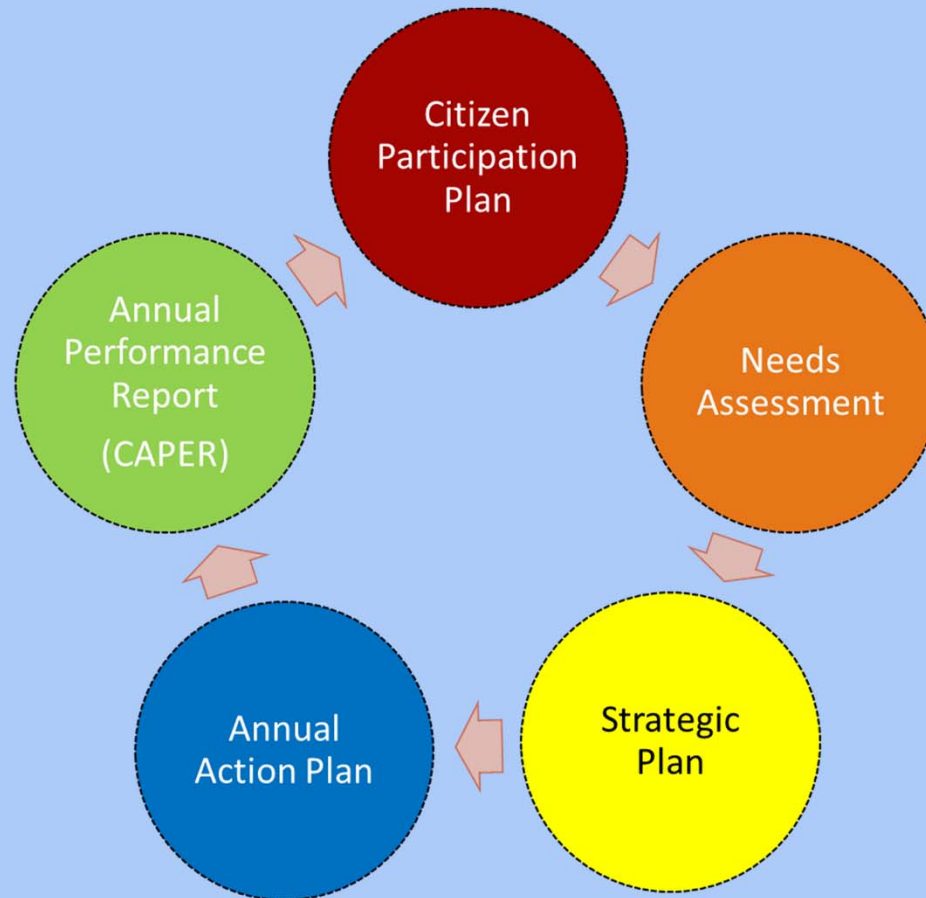 Citizen
Participation
Plan
Needs
Assessment
Strategic
Plan
Annual
Action Plan
Annual
Performance
Report
(CAPER)